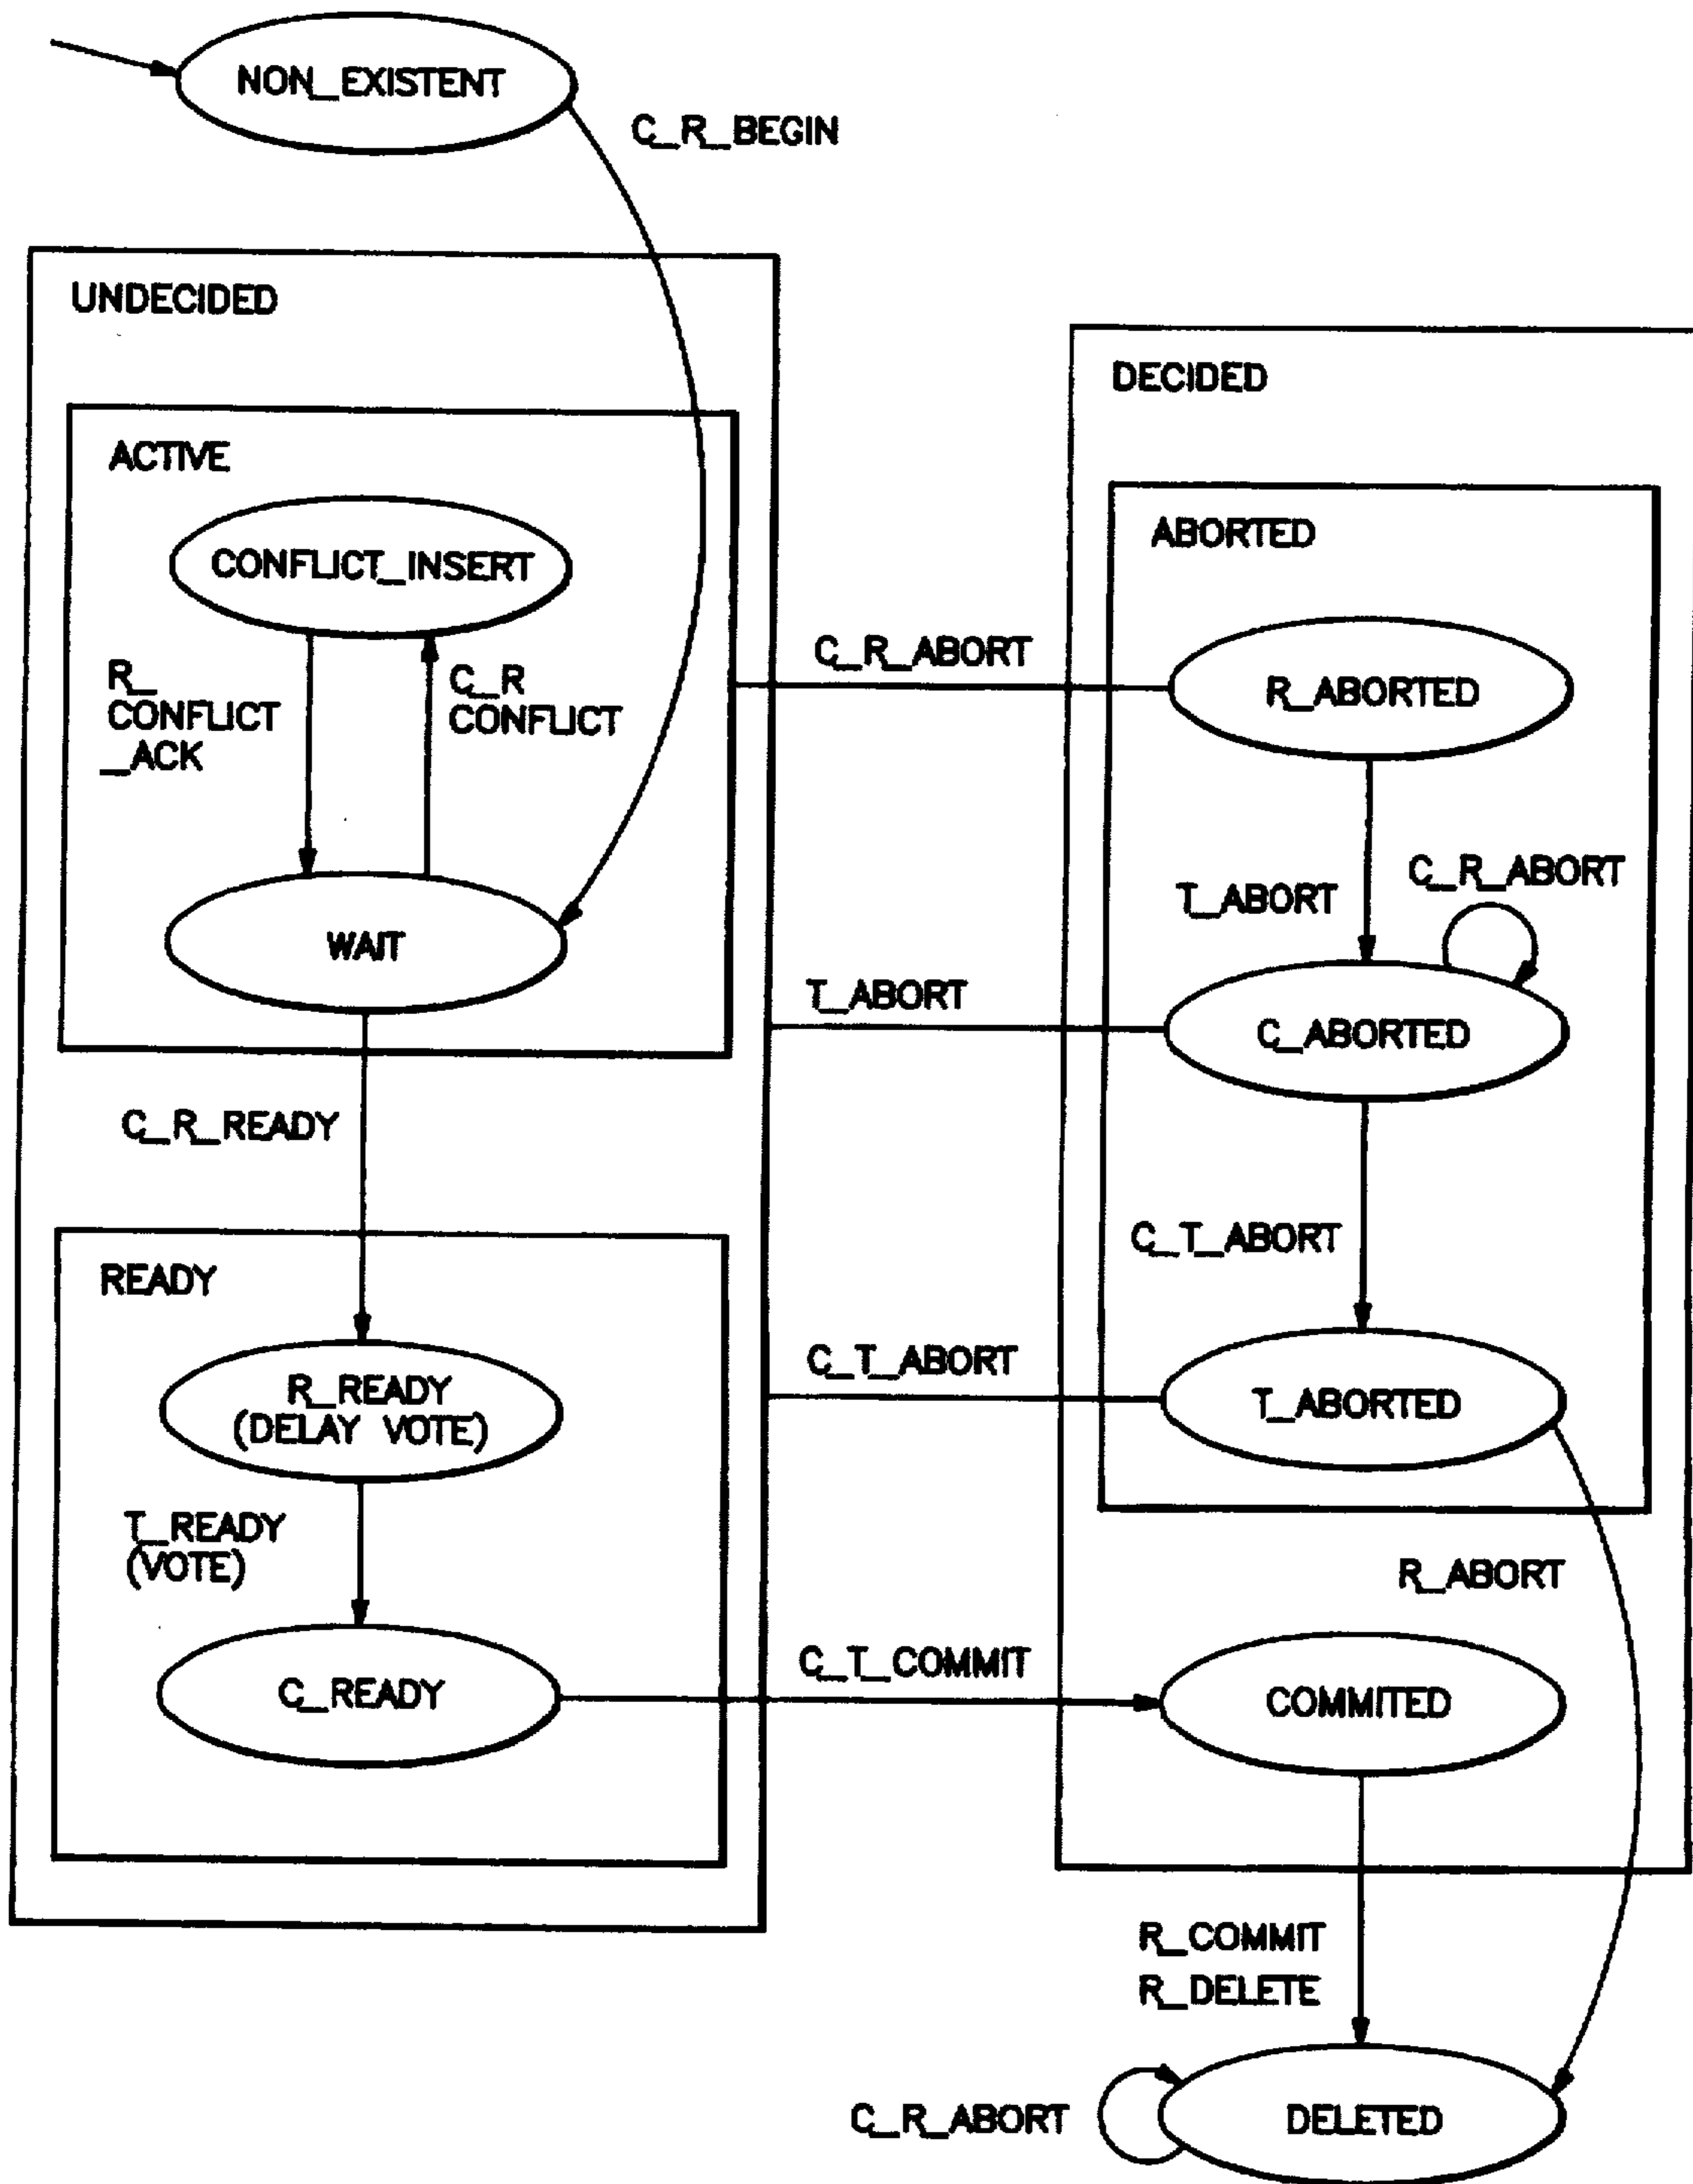 NON_EXISTENT
C_R_BEGIN
UNDECIDED
DECIDED
ACTIVE
ABORTED
CONFLICT_INSERT
R_
CONFLICT
_ACK
C_R
CONFLICT
C_R_ABORT
R_ABORTED
T_ABORT
C_R_ABORT
WAIT
T_ABORT
C_ABORTED
C_R_READY
C_T_ABORT
READY
R_READY
(DELAY VOTE)
C_T_ABORT
T_ABORTED
T_READY
(VOTE)
R_ABORT
C_READY
C_T_COMMIT
COMMITED
R_COMMIT
R_DELETE
C_R_ABORT
DELETED